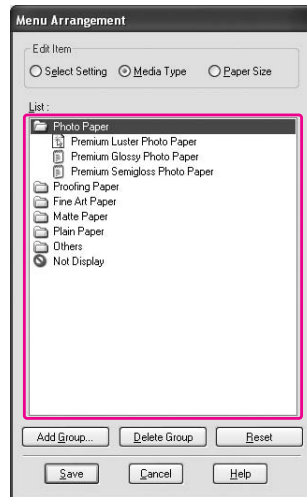 Menu Arrangement
Edit Item
Select Setting Media Type Paper Size
List :
Photo Paper
Premium Luster Photo Paper
Premium Glossy Photo Paper
Premium Semigloss Photo Paper
Proofing Paper
Fine Art Paper
Matte Paper
Plain Paper
Others
Not Display
Add Group... Delete Group Reset
Save Cancel Help